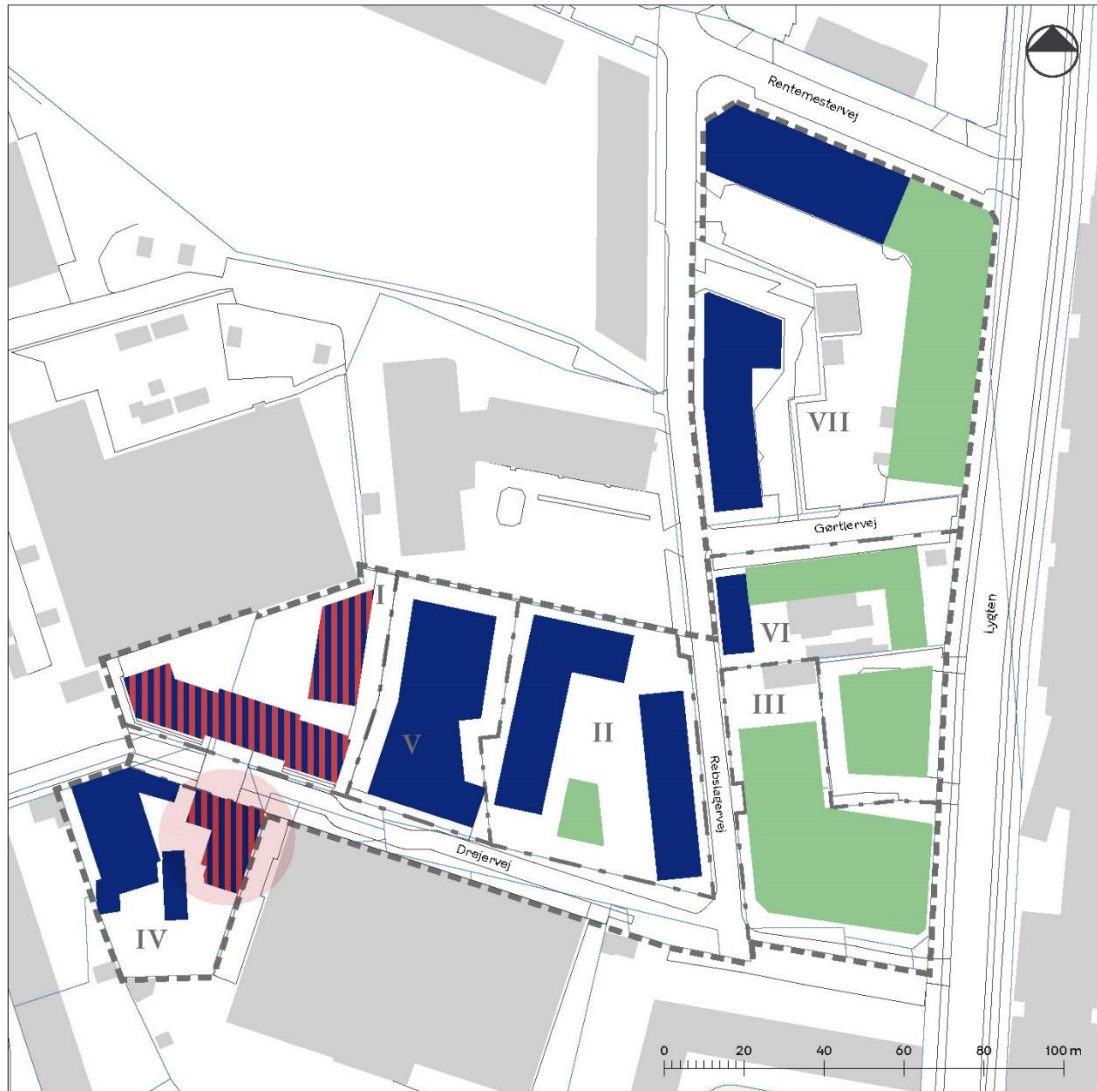 Rentemestervej
VII
Gørtlervej
Lygten
I
VI
III
II
V
Rebslagervej
Drejervej
IV
0 20 40 60 80 100 m